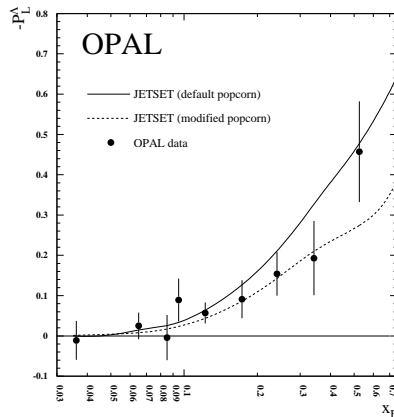 -P_L^Λ
OPAL
JETSET (default popcorn)
JETSET (modified popcorn)
OPAL data
0.8
0.7
0.6
0.5
0.4
0.3
0.2
0.1
0
-0.1
0.03 0.04 0.05 0.06 0.07 0.08 0.09 0.1 0.2 0.3 0.4 0.5 0.6